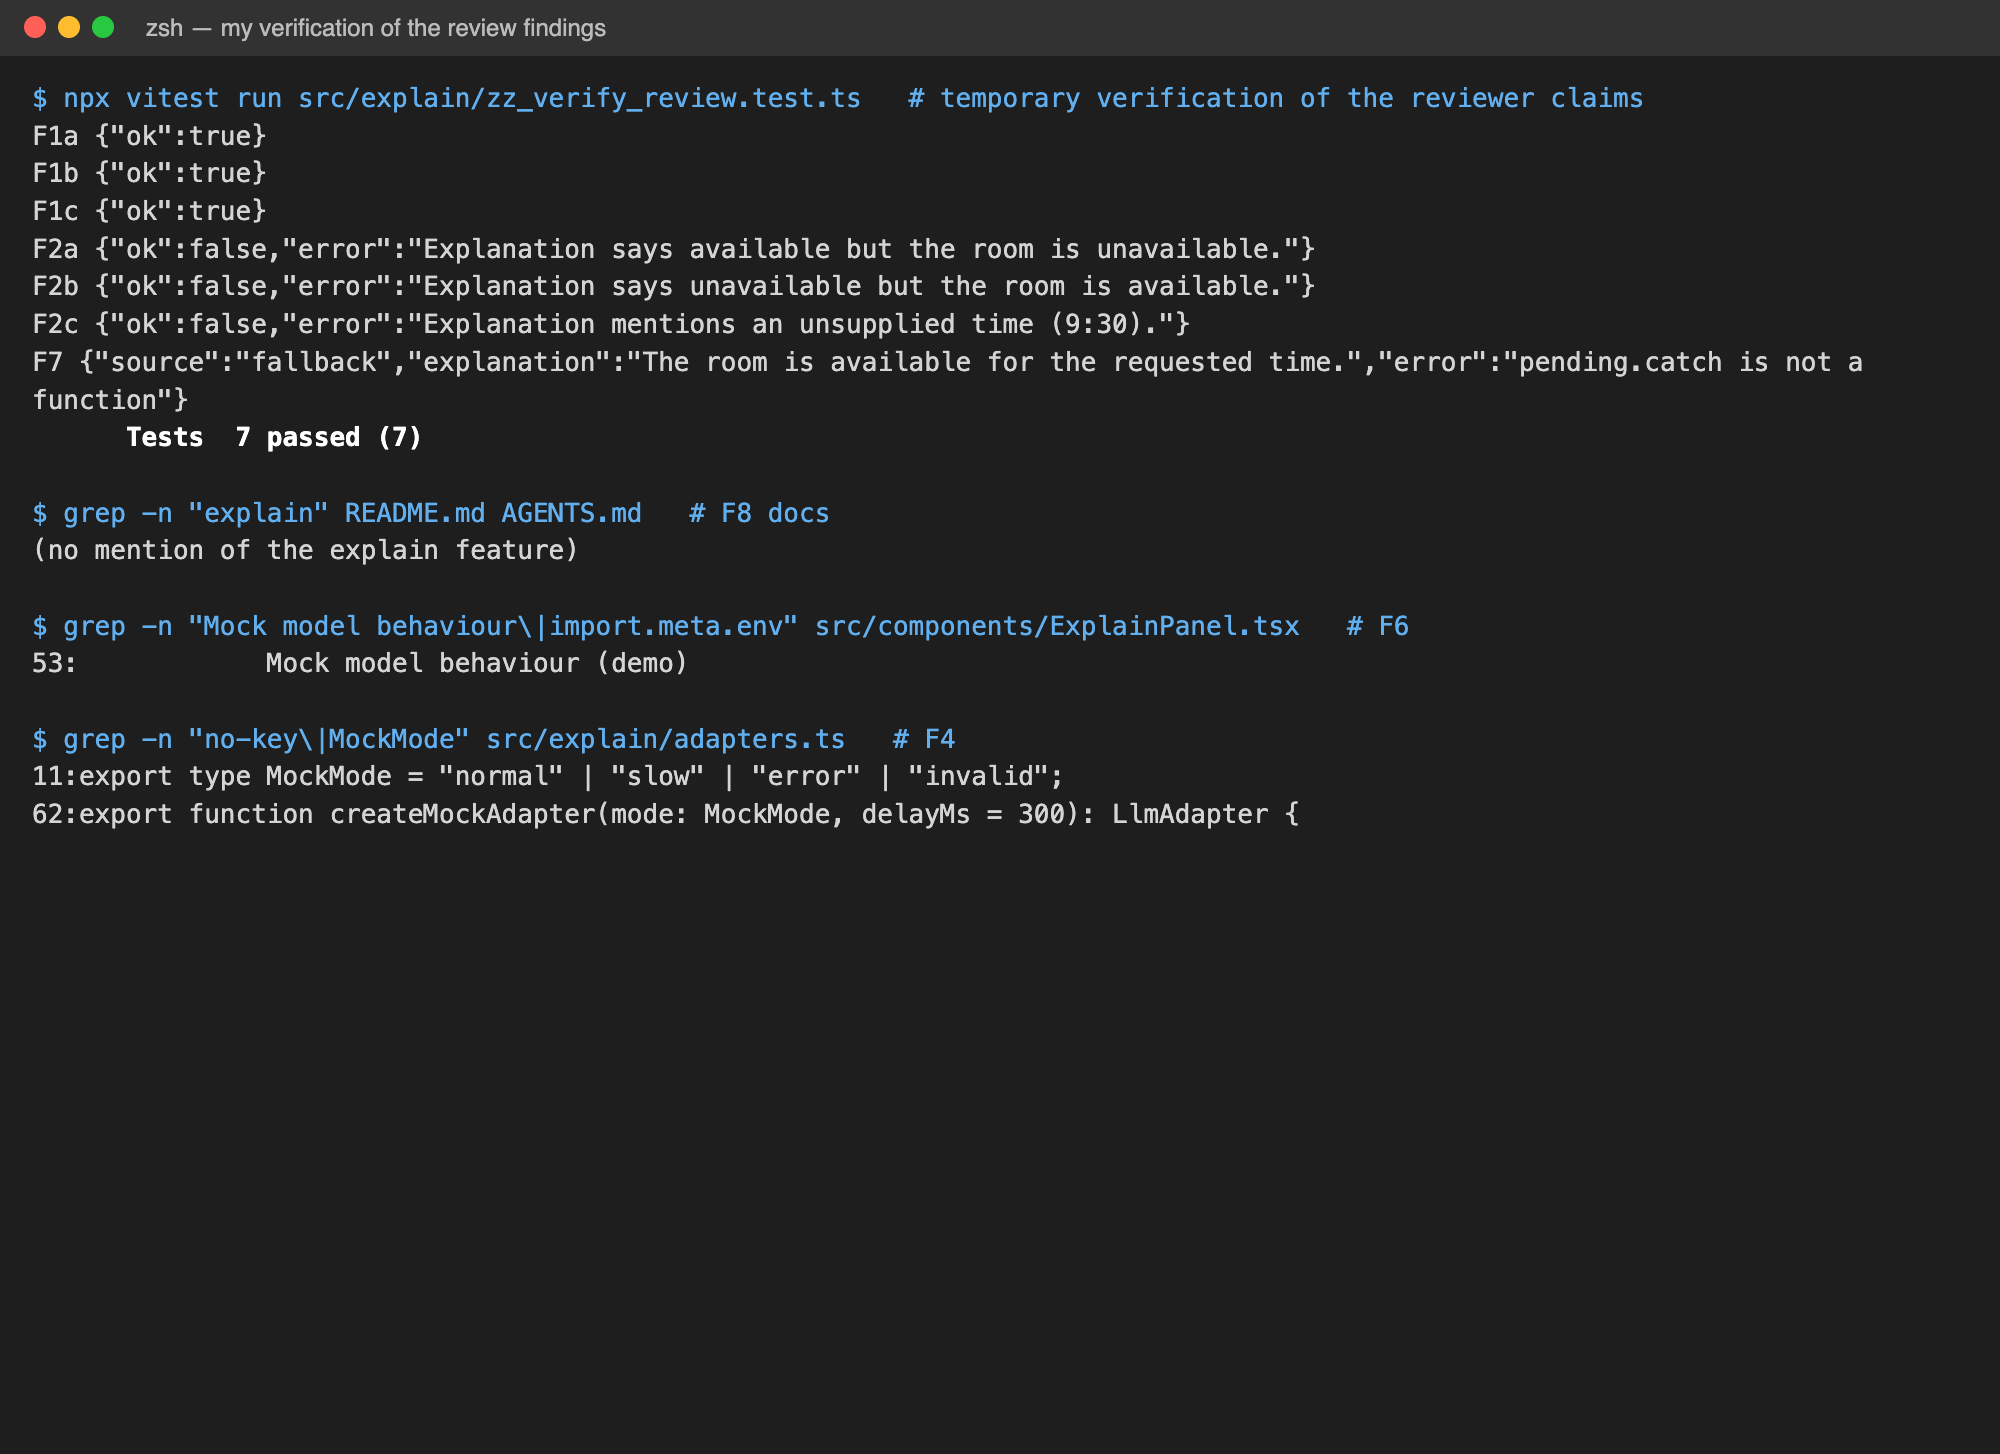 zsh — my verification of the review findings
$ npx vitest run src/explain/zz_verify_review.test.ts   # temporary verification of the reviewer claims
F1a {"ok":true}
F1b {"ok":true}
F1c {"ok":true}
F2a {"ok":false,"error":"Explanation says available but the room is unavailable."}
F2b {"ok":false,"error":"Explanation says unavailable but the room is available."}
F2c {"ok":false,"error":"Explanation mentions an unsupplied time (9:30)."}
F7 {"source":"fallback","explanation":"The room is available for the requested time.","error":"pending.catch is not a
function"}
      Tests  7 passed (7)
$ grep -n "explain" README.md AGENTS.md   # F8 docs
(no mention of the explain feature)
$ grep -n "Mock model behaviour\|import.meta.env" src/components/ExplainPanel.tsx   # F6
53:            Mock model behaviour (demo)
$ grep -n "no-key\|MockMode" src/explain/adapters.ts   # F4
11:export type MockMode = "normal" | "slow" | "error" | "invalid";
62:export function createMockAdapter(mode: MockMode, delayMs = 300): LlmAdapter {